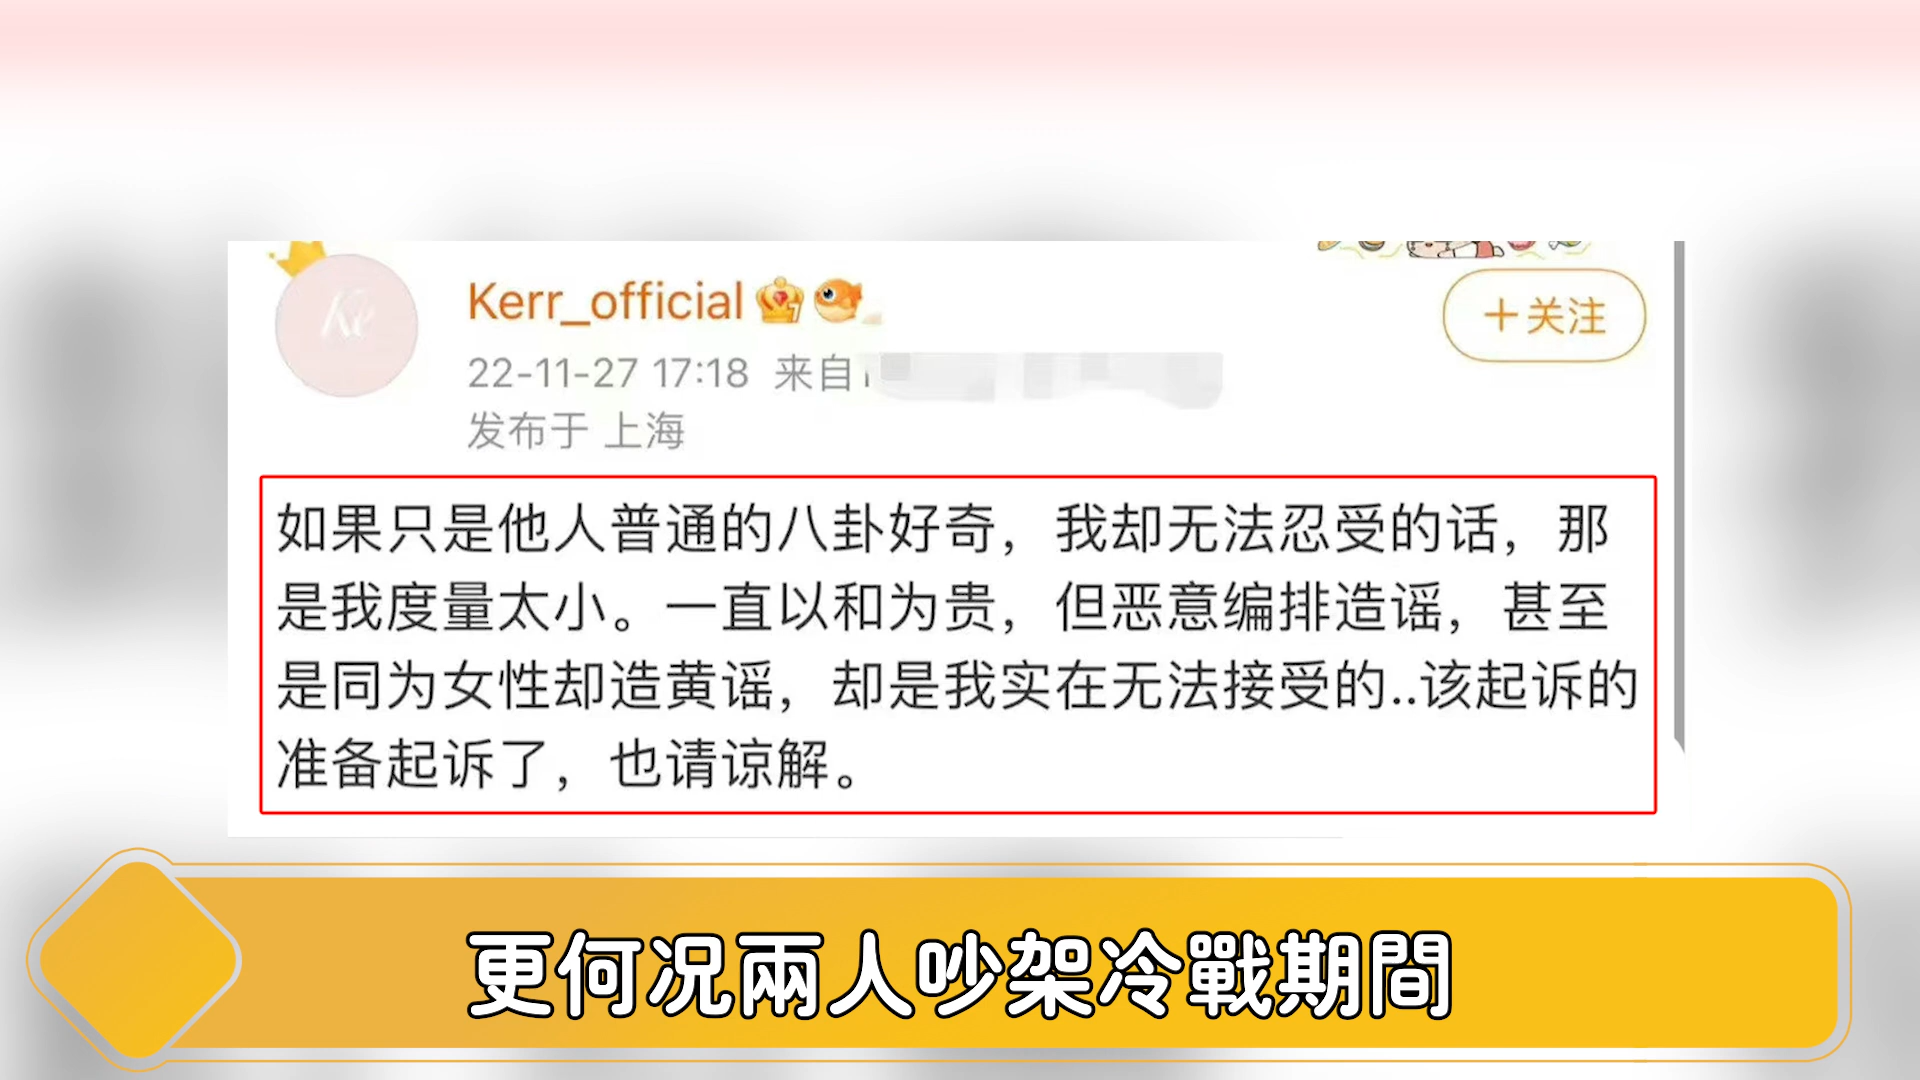 Kerr_official
22-11-27 17:18 来自
发布于 上海
＋关注
如果只是他人普通的八卦好奇，我却无法忍受的话，那
是我度量太小。一直以和为贵，但恶意编排造谣，甚至
是同为女性却造黄谣，却是我实在无法接受的..该起诉的
准备起诉了，也请谅解。
更何况兩人吵架冷戰期間